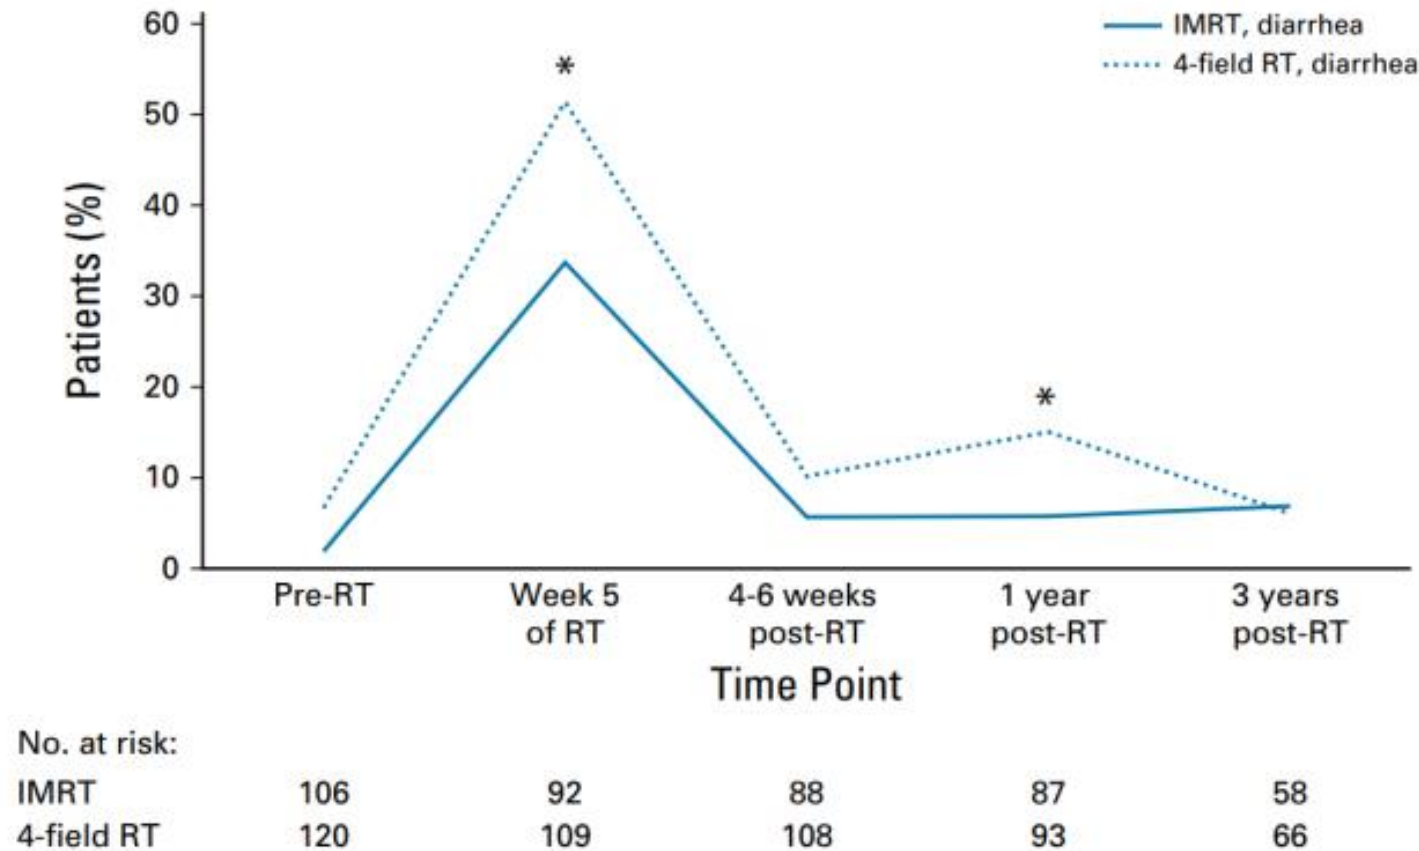 IMRT, diarrhea
4-field RT, diarrhea
Patients (%)
60
50
40
30
20
10
0
*
*
Pre-RT
Week 5
of RT
4-6 weeks
post-RT
1 year
post-RT
3 years
post-RT
Time Point
No. at risk:
IMRT 106 92 88 87 58
4-field RT 120 109 108 93 66